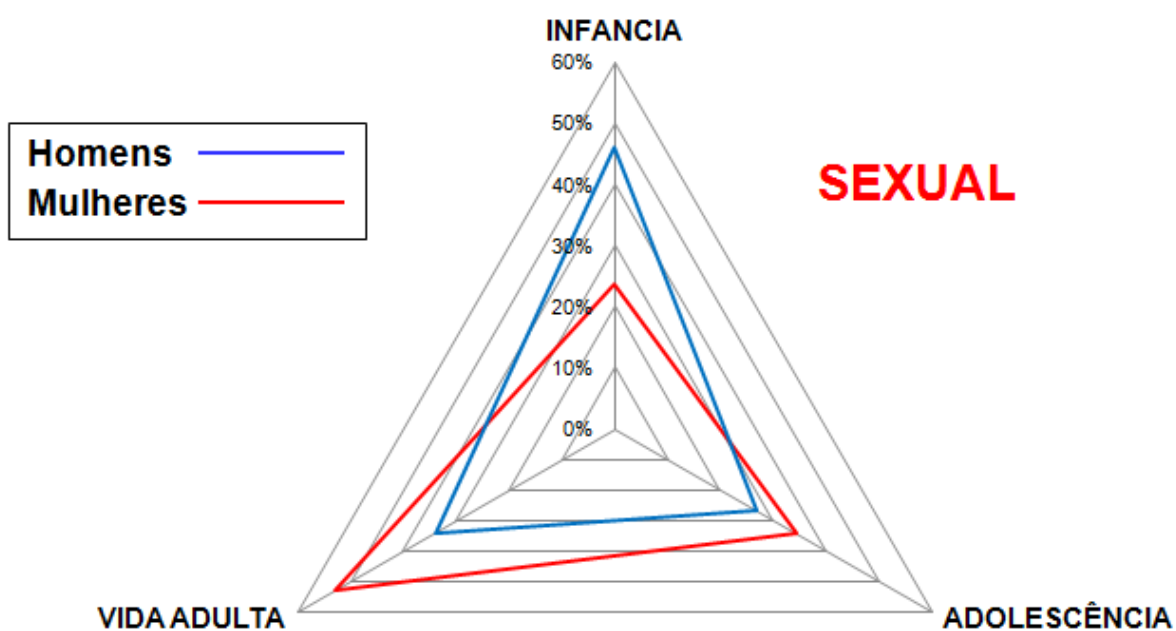 INFANCIA
60%
50%
40%
30%
20%
10%
0%
Homens
Mulheres
SEXUAL
VIDA ADULTA
ADOLESCÊNCIA